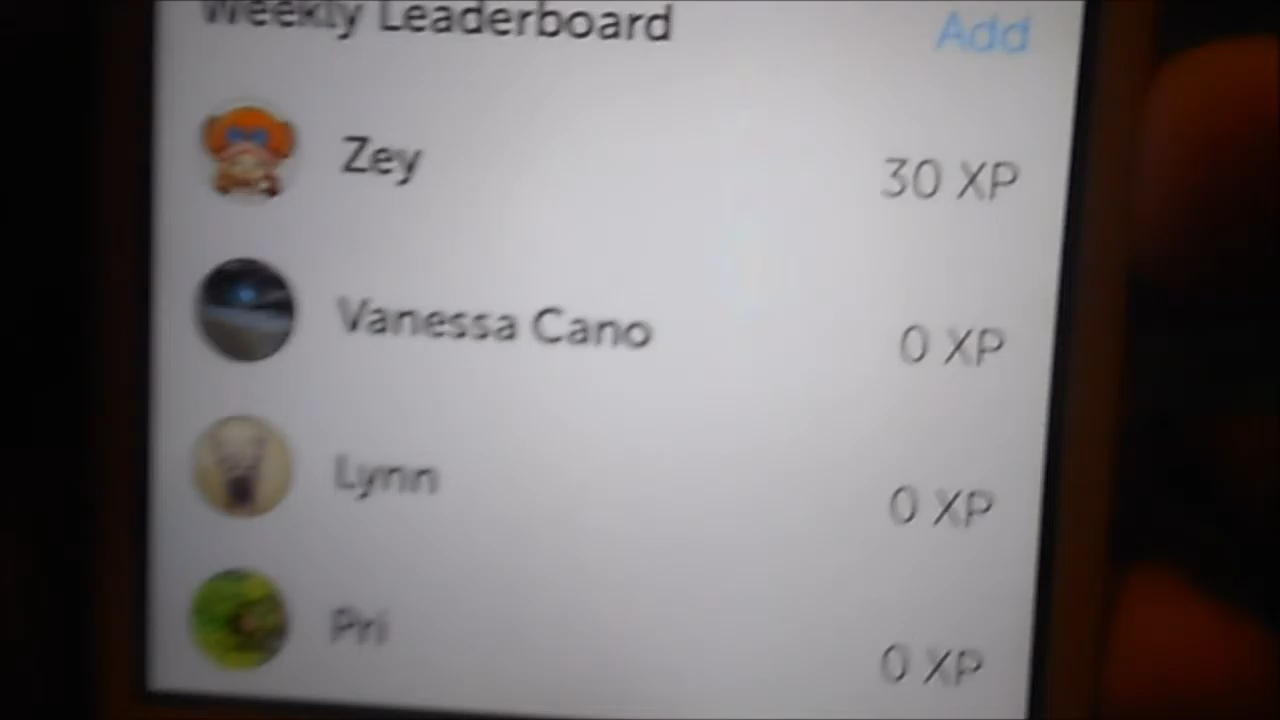 Weekly Leaderboard Add
Zey 30 XP
Vanessa Cano 0 XP
Lynn 0 XP
Pri 0 XP